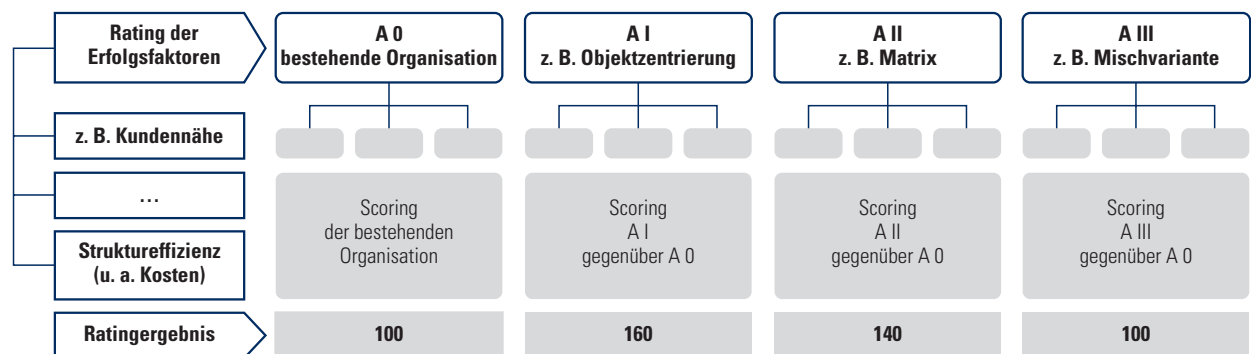 Rating der
Erfolgsfaktoren
A 0
bestehende Organisation
A I
z. B. Objektzentrierung
A II
z. B. Matrix
A III
z. B. Mischvariante
z. B. Kundennähe
...
Struktureffizienz
(u. a. Kosten)
Scoring
der bestehenden
Organisation
Scoring
A I
gegenüber A 0
Scoring
A II
gegenüber A 0
Scoring
A III
gegenüber A 0
Ratingergebnis
100
160
140
100